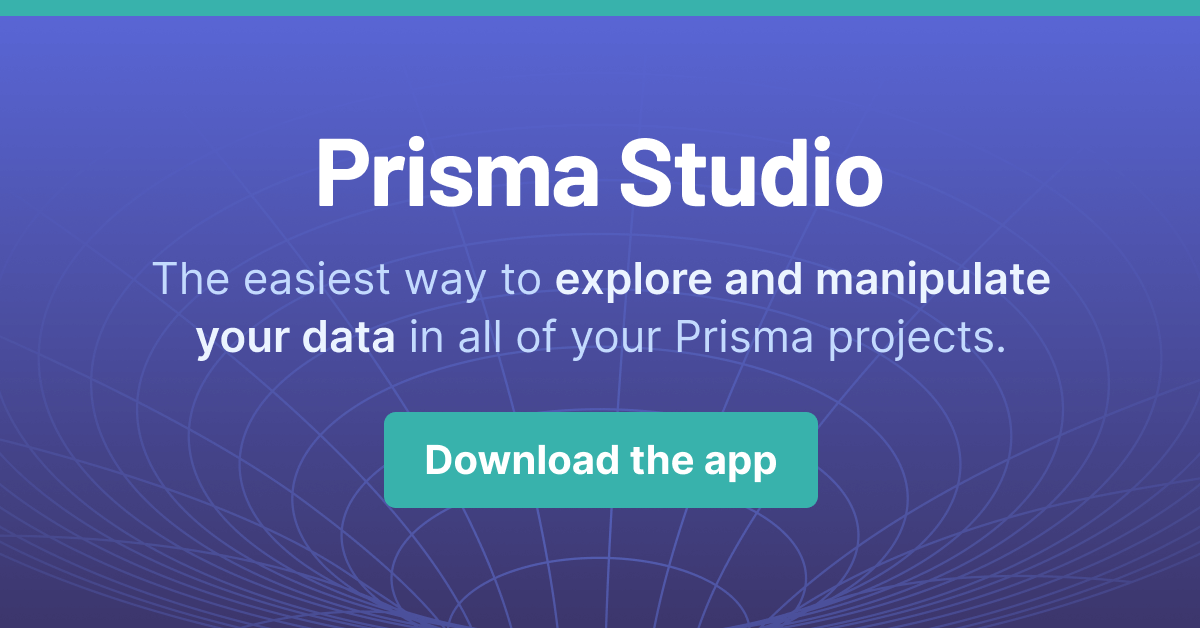 Prisma Studio
The easiest way to explore and manipulate
your data in all of your Prisma projects.
Download the app